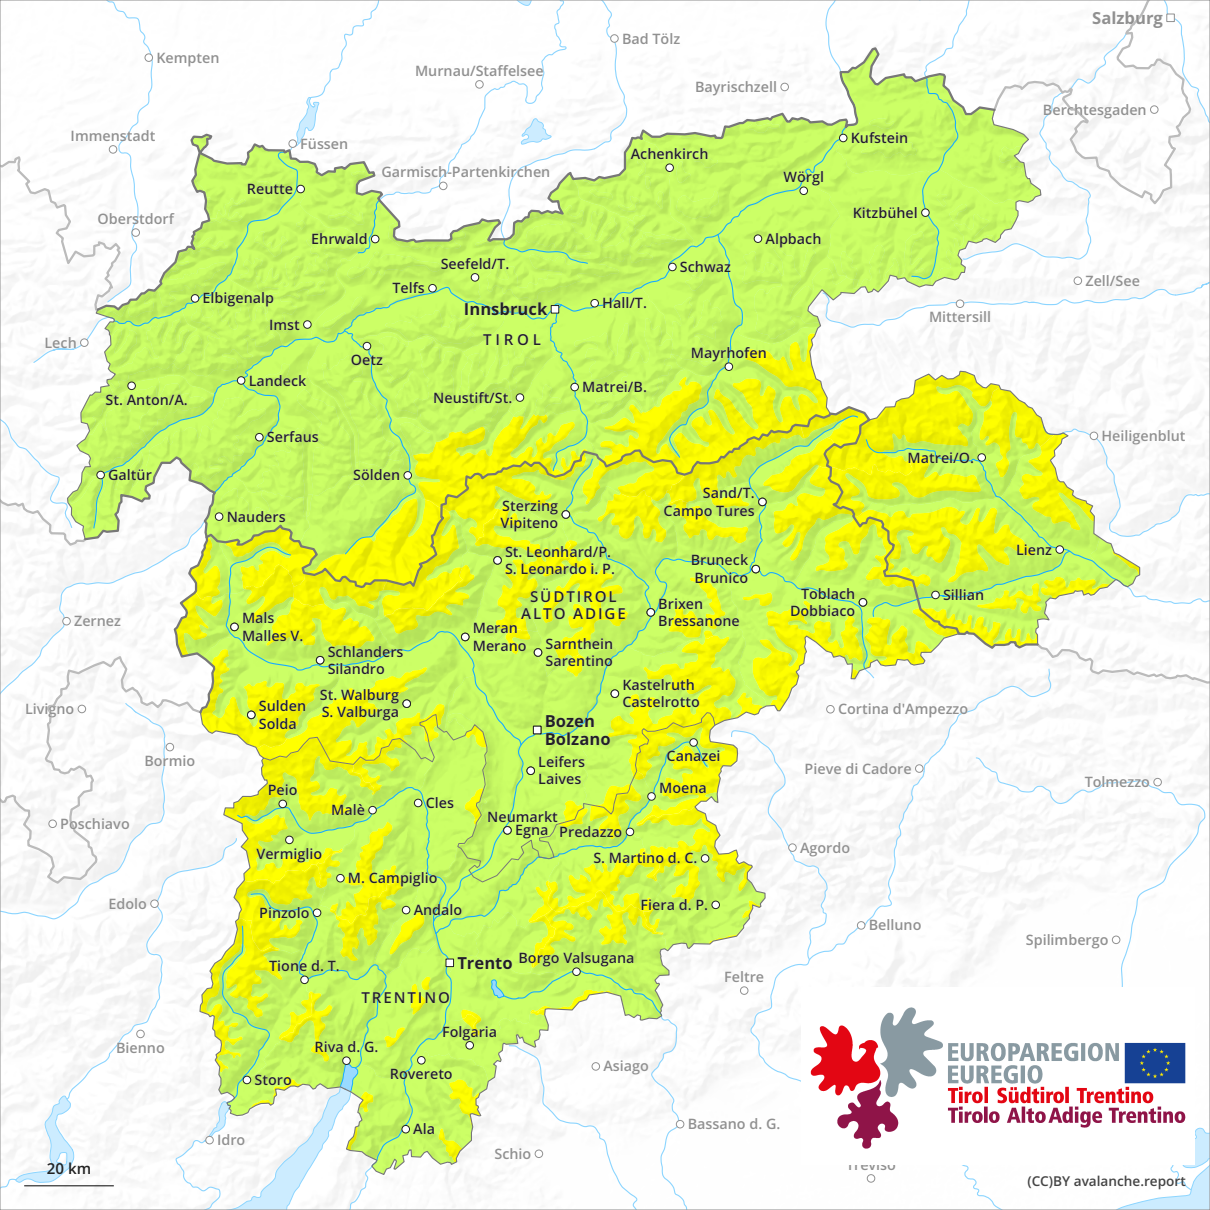 Salzburg
Bad Tölz
Kempten
Murnau/Staffelsee
Bayrischzell
Berchtesgaden
Immenstadt
Füssen
Kufstein
Achenkirch
Garmisch-Partenkirchen
Wörgl
Reutte
Kitzbühel
Oberstdorf
Ehrwald
Alpbach
Seefeld/T.
Schwaz
Zell/See
Telfs
Elbigenalp
Hall/T.
Innsbruck
Mittersill
Imst
TIROL
Lech
Mayrhofen
Oetz
Landeck
Matrei/B.
St. Anton/A.
Neustift/St.
Serfaus
Heiligenblut
Matrei/O.
Galtür
Sölden
Sand/T.
Campo Tures
Sterzing
Vipiteno
Nauders
Lienz
St. Leonhard/P.
S. Leonardo i. P.
Bruneck
Brunico
SÜDTIROL
ALTO ADIGE
Toblach
Dobbiaco
Sillian
Brixen
Bressanone
Zernez
Mals
Malles V.
Meran
Merano
Sarnthein
Sarentino
Schlanders
Silandro
Kastelruth
Castelrotto
St. Walburg
S. Valburga
Sulden
Solda
Livigno
Cortina d'Ampezzo
Bozen
Bolzano
Bormio
Canazei
Leifers
Laives
Pieve di Cadore
Tolmezzo
Peio
Moena
Malè
Cles
Neumarkt
Egna
Poschiavo
Predazzo
Vermiglio
Agordo
S. Martino d. C.
M. Campiglio
Edolo
Pinzolo
Andalo
Fiera d. P.
Belluno
Spilimbergo
Trento
Borgo Valsugana
Tione d. T.
Feltre
TRENTINO
Folgaria
Bienno
Riva d. G.
Rovereto
Asiago
Storo
EUROPAREGION
EUREGIO
Tirol Südtirol Trentino
Tirolo Alto Adige Trentino
Ala
Bassano d. G.
Idro
Schio
Treviso
20 km
(CC)BY avalanche.report